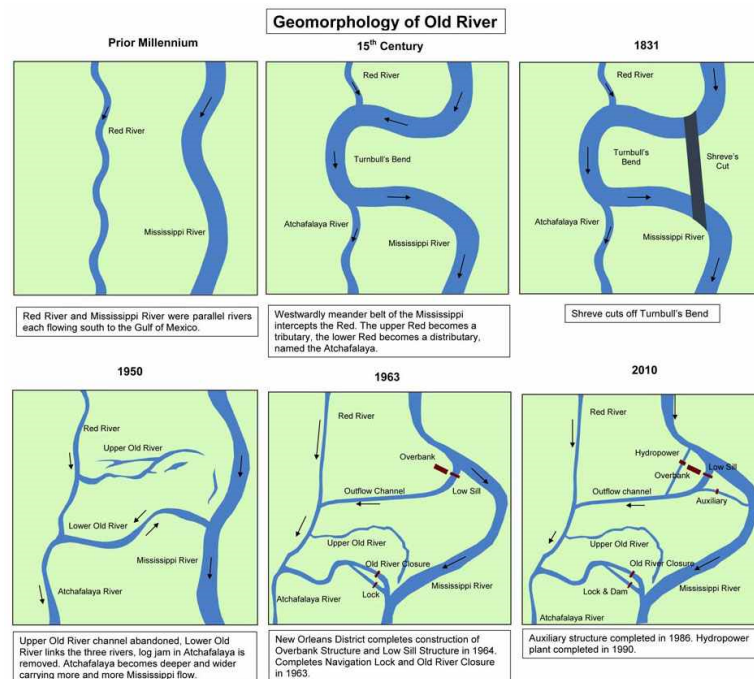 Geomorphology of Old River
Prior Millennium
Red River
Mississippi River
Red River and Mississippi River were parallel rivers
each flowing south to the Gulf of Mexico.
15th Century
Red River
Turnbull's Bend
Atchafalaya River
Mississippi River
Westwardly meander belt of the Mississippi
intercepts the Red. The upper Red becomes a
tributary, the lower Red becomes a distributary,
named the Atchafalaya.
1831
Red River
Turnbull's
Bend
Shreve's
Cut
Atchafalaya River
Mississippi River
Shreve cuts off Turnbull's Bend
1950
Red River
Upper Old River
Lower Old River
Mississippi River
Atchafalaya River
Upper Old River channel abandoned, Lower Old
River links the three rivers, log jam in Atchafalaya is
removed. Atchafalaya becomes deeper and wider
carrying more and more Mississippi flow.
1963
Red River
Overbank
Low Sill
Outflow Channel
Upper Old River
Old River Closure
Mississippi River
Lock
Atchafalaya River
New Orleans District completes construction of
Overbank Structure and Low Sill Structure in 1964.
Completes Navigation Lock and Old River Closure
in 1963.
2010
Red River
Hydropower
Low Sill
Overbank
Outflow channel
Auxiliary
Upper Old River
Old River Closure
Mississippi River
Lock & Dam
Atchafalaya River
Auxiliary structure completed in 1986. Hydropower
plant completed in 1990.